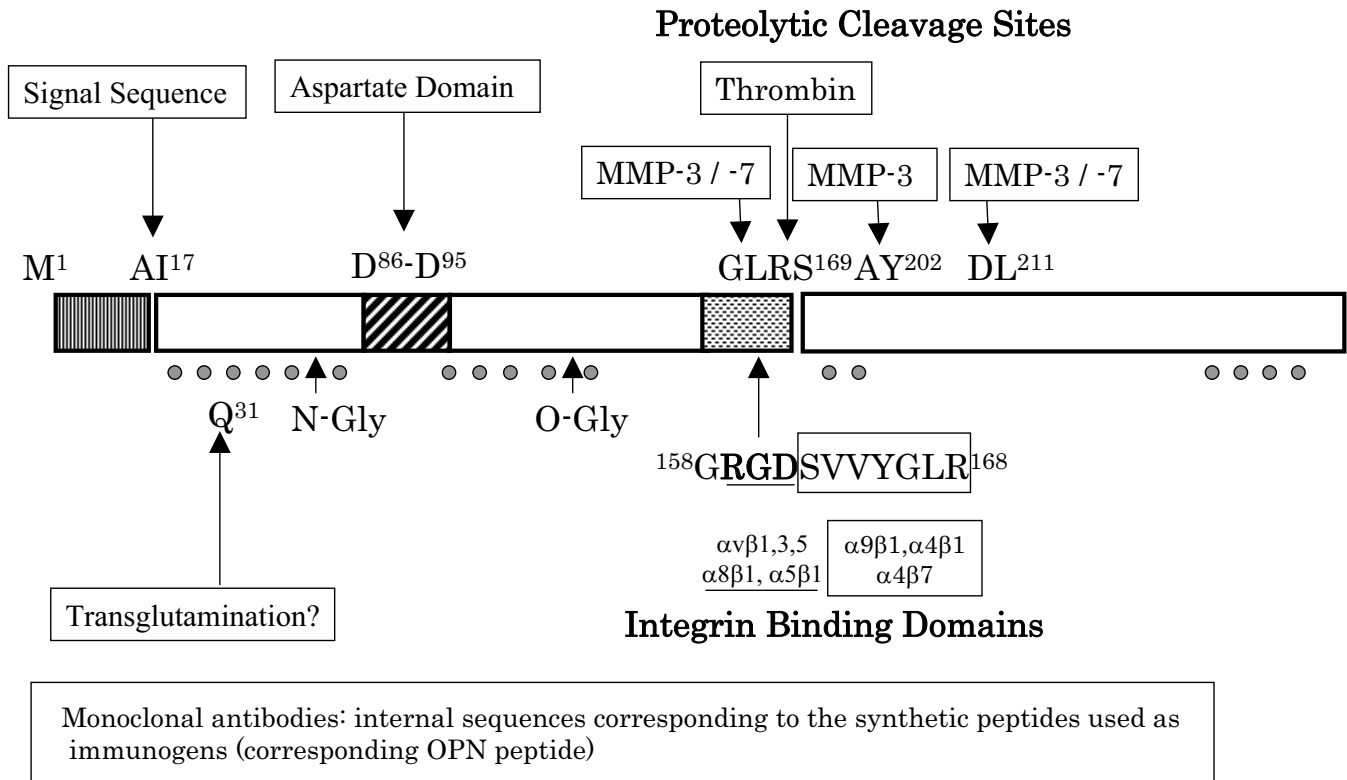 Proteolytic Cleavage Sites
Signal Sequence
Aspartate Domain
Thrombin
MMP-3 / -7
MMP-3
MMP-3 / -7
M¹ AI¹⁷ D⁸⁶-D⁹⁵ GLRS¹⁶⁹ AY²⁰² DL²¹¹
Q³¹ N-Gly O-Gly
¹⁵⁸GRGDSVVYGLR¹⁶⁸
αvβ1,3,5
α8β1, α5β1
α9β1,α4β1
α4β7
Transglutamination?
Integrin Binding Domains
Monoclonal antibodies: internal sequences corresponding to the synthetic peptides used as
immunogens (corresponding OPN peptide)